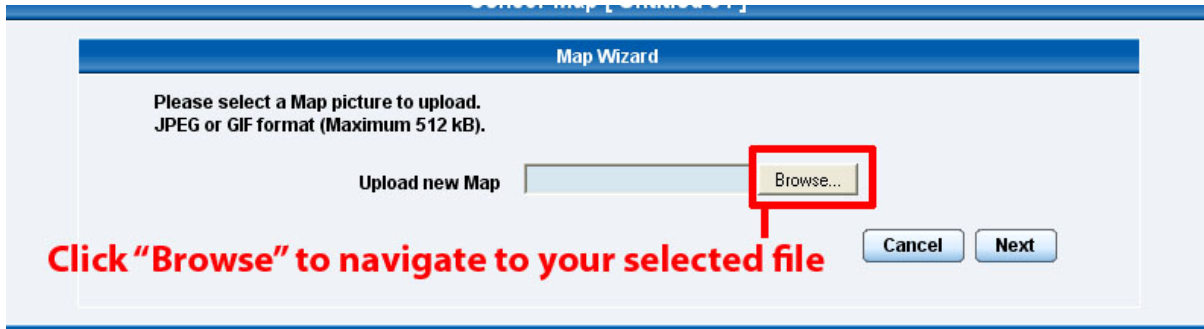 Map Wizard
Please select a Map picture to upload.
JPEG or GIF format (Maximum 512 kB).
Upload new Map Browse...
Cancel Next
Click “Browse” to navigate to your selected file